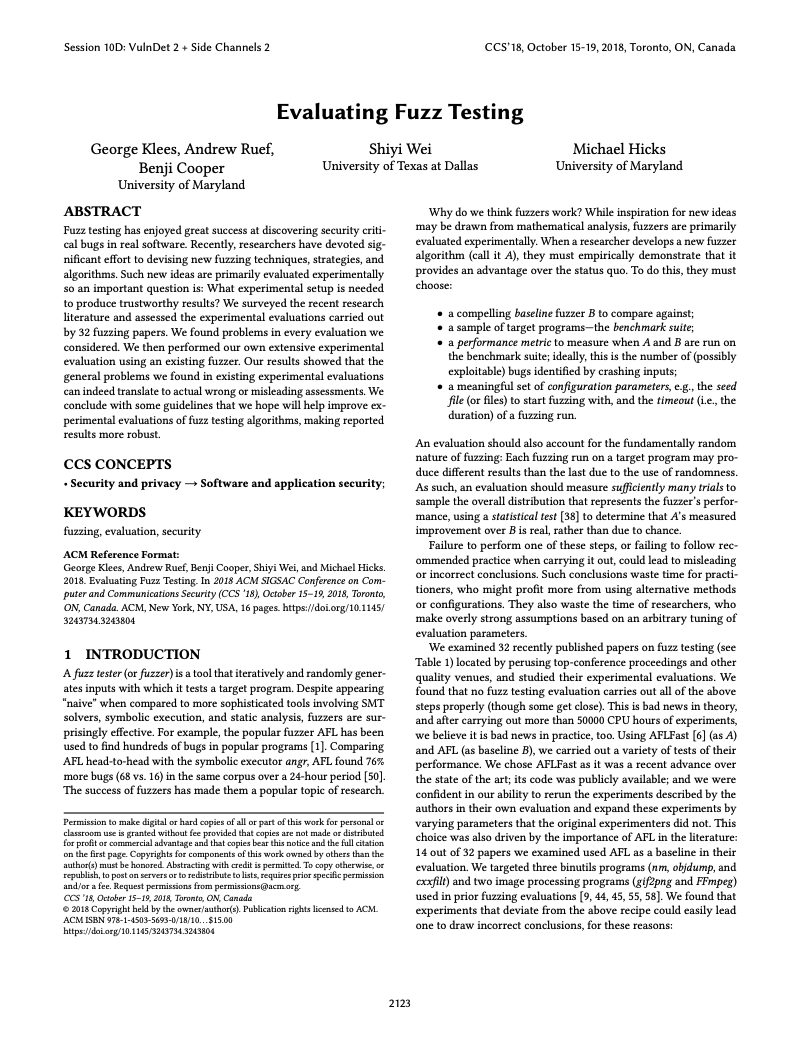 Session 10D: VulnDet 2 + Side Channels 2
CCS'18, October 15-19, 2018, Toronto, ON, Canada
Evaluating Fuzz Testing
George Klees, Andrew Ruef,
Benji Cooper
University of Maryland
Shiyi Wei
University of Texas at Dallas
Michael Hicks
University of Maryland
ABSTRACT
Fuzz testing has enjoyed great success at discovering security criti-
cal bugs in real software. Recently, researchers have devoted sig-
nificant effort to devising new fuzzing techniques, strategies, and
algorithms. Such new ideas are primarily evaluated experimentally
so an important question is: What experimental setup is needed
to produce trustworthy results? We surveyed the recent research
literature and assessed the experimental evaluations carried out
by 32 fuzzing papers. We found problems in every evaluation we
considered. We then performed our own extensive experimental
evaluation using an existing fuzzer. Our results showed that the
general problems we found in existing experimental evaluations
can indeed translate to actual wrong or misleading assessments. We
conclude with some guidelines that we hope will help improve ex-
perimental evaluations of fuzz testing algorithms, making reported
results more robust.
CCS CONCEPTS
• Security and privacy → Software and application security;
KEYWORDS
fuzzing, evaluation, security
ACM Reference Format:
George Klees, Andrew Ruef, Benji Cooper, Shiyi Wei, and Michael Hicks.
2018. Evaluating Fuzz Testing. In 2018 ACM SIGSAC Conference on Com-
puter and Communications Security (CCS '18), October 15–19, 2018, Toronto,
ON, Canada. ACM, New York, NY, USA, 16 pages. https://doi.org/10.1145/
3243734.3243804
1 INTRODUCTION
A fuzz tester (or fuzzer) is a tool that iteratively and randomly gener-
ates inputs with which it tests a target program. Despite appearing
"naive" when compared to more sophisticated tools involving SMT
solvers, symbolic execution, and static analysis, fuzzers are sur-
prisingly effective. For example, the popular fuzzer AFL has been
used to find hundreds of bugs in popular programs [1]. Comparing
AFL head-to-head with the symbolic executor angr, AFL found 76%
more bugs (68 vs. 16) in the same corpus over a 24-hour period [50].
The success of fuzzers has made them a popular topic of research.
Permission to make digital or hard copies of all or part of this work for personal or
classroom use is granted without fee provided that copies are not made or distributed
for profit or commercial advantage and that copies bear this notice and the full citation
on the first page. Copyrights for components of this work owned by others than the
author(s) must be honored. Abstracting with credit is permitted. To copy otherwise, or
republish, to post on servers or to redistribute to lists, requires prior specific permission
and/or a fee. Request permissions from permissions@acm.org.
CCS '18, October 15–19, 2018, Toronto, ON, Canada
© 2018 Copyright held by the owner/author(s). Publication rights licensed to ACM.
ACM ISBN 978-1-4503-5693-0/18/10…$15.00
https://doi.org/10.1145/3243734.3243804
Why do we think fuzzers work? While inspiration for new ideas
may be drawn from mathematical analysis, fuzzers are primarily
evaluated experimentally. When a researcher develops a new fuzzer
algorithm (call it A), they must empirically demonstrate that it
provides an advantage over the status quo. To do this, they must
choose:
• a compelling baseline fuzzer B to compare against;
• a sample of target programs—the benchmark suite;
• a performance metric to measure when A and B are run on
the benchmark suite; ideally, this is the number of (possibly
exploitable) bugs identified by crashing inputs;
• a meaningful set of configuration parameters, e.g., the seed
file (or files) to start fuzzing with, and the timeout (i.e., the
duration) of a fuzzing run.
An evaluation should also account for the fundamentally random
nature of fuzzing: Each fuzzing run on a target program may pro-
duce different results than the last due to the use of randomness.
As such, an evaluation should measure sufficiently many trials to
sample the overall distribution that represents the fuzzer's perfor-
mance, using a statistical test [38] to determine that A's measured
improvement over B is real, rather than due to chance.
Failure to perform one of these steps, or failing to follow rec-
ommended practice when carrying it out, could lead to misleading
or incorrect conclusions. Such conclusions waste time for practi-
tioners, who might profit more from using alternative methods
or configurations. They also waste the time of researchers, who
make overly strong assumptions based on an arbitrary tuning of
evaluation parameters.
We examined 32 recently published papers on fuzz testing (see
Table 1) located by perusing top-conference proceedings and other
quality venues, and studied their experimental evaluations. We
found that no fuzz testing evaluation carries out all of the above
steps properly (though some get close). This is bad news in theory,
and after carrying out more than 50000 CPU hours of experiments,
we believe it is bad news in practice, too. Using AFLFast [6] (as A)
and AFL (as baseline B), we carried out a variety of tests of their
performance. We chose AFLFast as it was a recent advance over
the state of the art; its code was publicly available; and we were
confident in our ability to rerun the experiments described by the
authors in their own evaluation and expand these experiments by
varying parameters that the original experimenters did not. This
choice was also driven by the importance of AFL in the literature:
14 out of 32 papers we examined used AFL as a baseline in their
evaluation. We targeted three binutils programs (nm, objdump, and
cxxfilt) and two image processing programs (gif2png and FFmpeg)
used in prior fuzzing evaluations [9, 44, 45, 55, 58]. We found that
experiments that deviate from the above recipe could easily lead
one to draw incorrect conclusions, for these reasons:
2123